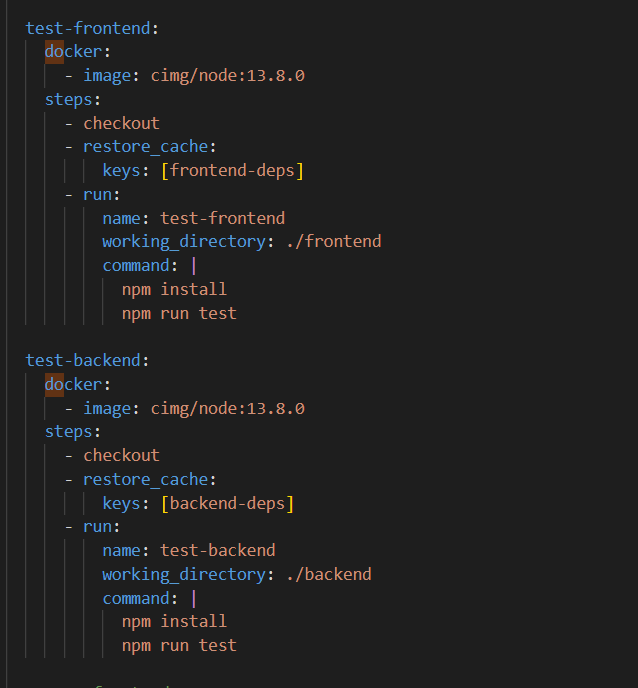 test-frontend:
  docker:
    - image: cimg/node:13.8.0
  steps:
    - checkout
    - restore_cache:
        keys: [frontend-deps]
    - run:
        name: test-frontend
        working_directory: ./frontend
        command: |
          npm install
          npm run test

test-backend:
  docker:
    - image: cimg/node:13.8.0
  steps:
    - checkout
    - restore_cache:
        keys: [backend-deps]
    - run:
        name: test-backend
        working_directory: ./backend
        command: |
          npm install
          npm run test